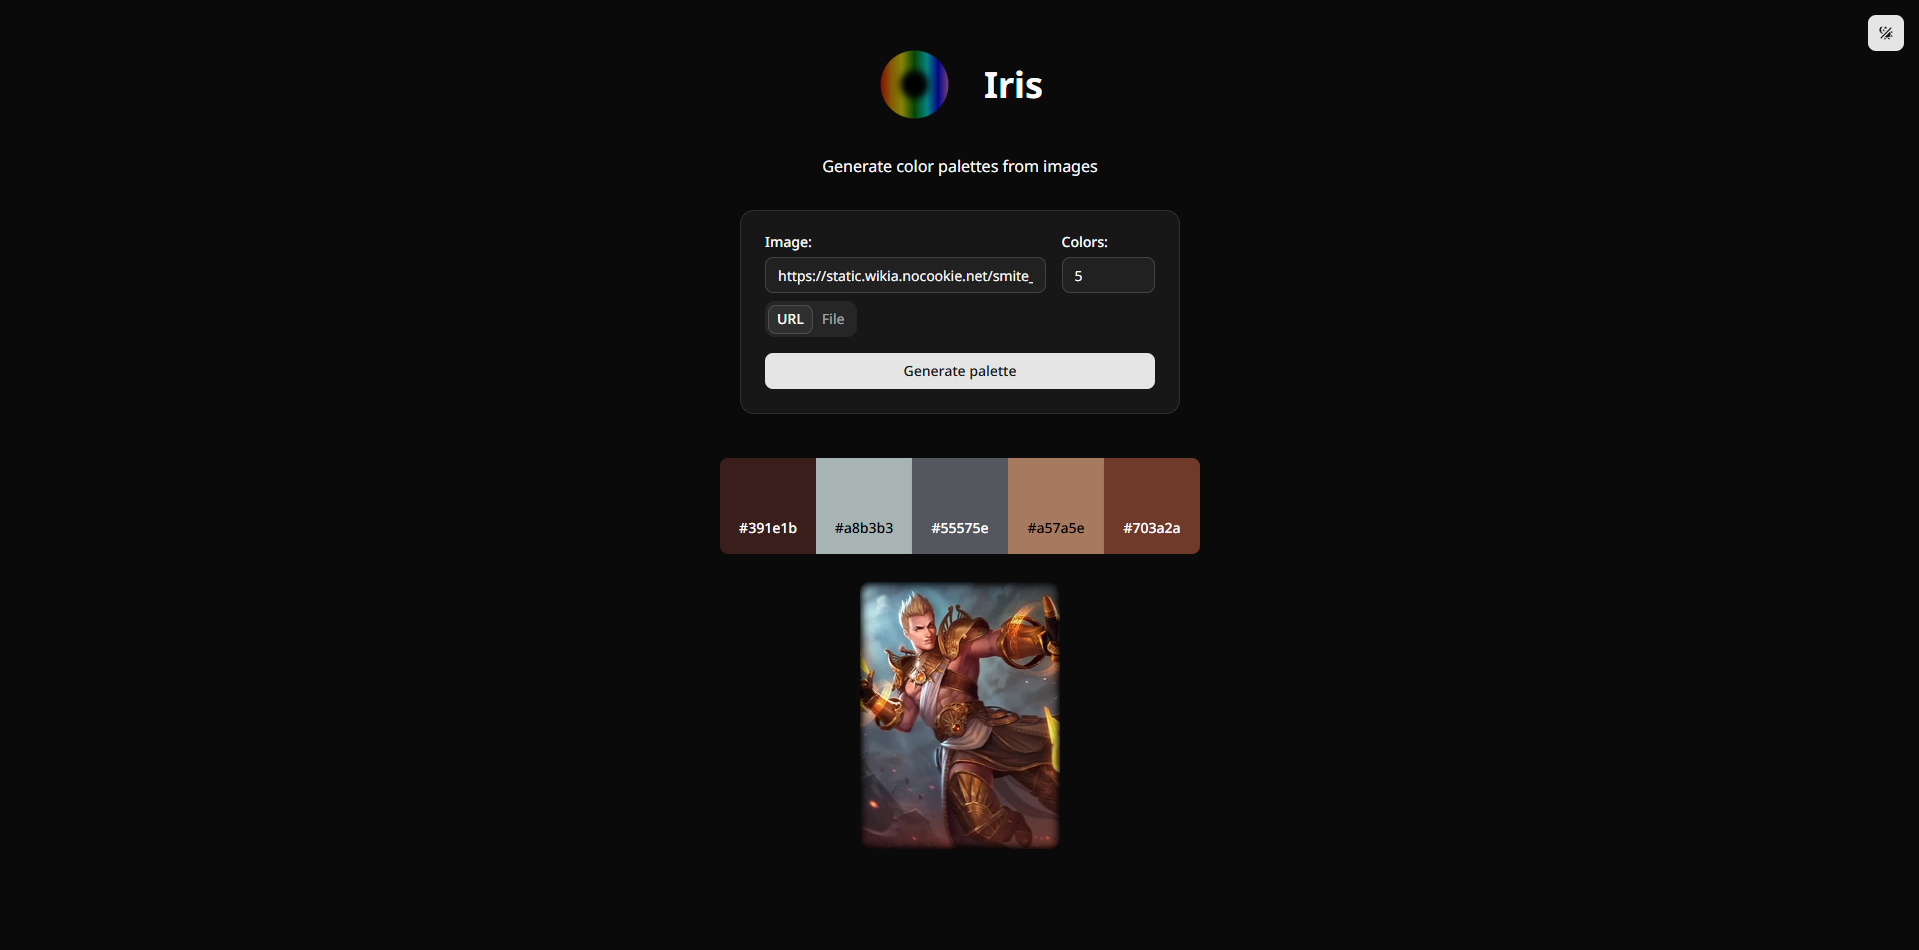 Iris
Generate color palettes from images
Image: Colors:
https://static.wikia.nocookie.net/smite_ 5
URL File
Generate palette
#391e1b #a8b3b3 #55575e #a57a5e #703a2a